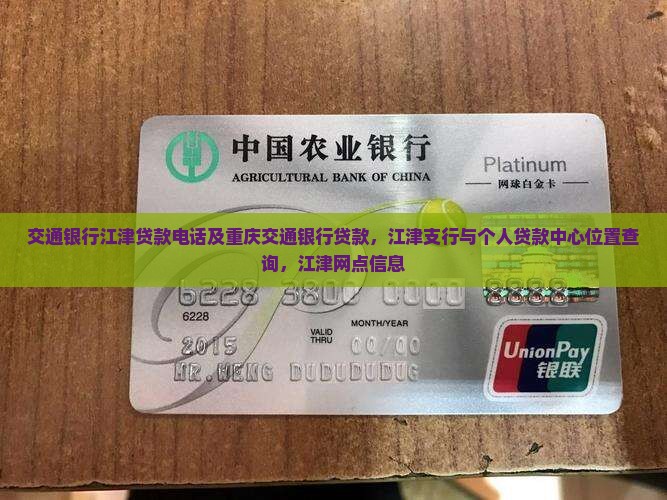 中国农业银行
AGRICULTURAL BANK OF CHINA
Platinum
网球白金卡
交通银行江津贷款电话及重庆交通银行贷款，江津支行与个人贷款中心位置查
询，江津网点信息
6228 3800 0000 8888
6228
VALID THRU
MONTH/YEAR
2015 00/00
MR.WENG DUDUDUDUG
UnionPay
银联